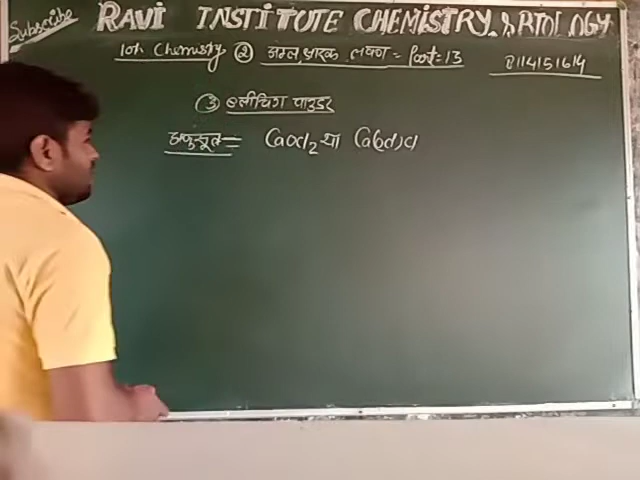 Subscribe
RAVI INSTITUTE CHEMISTRY & BIOLOGY
10th Chemistry ② अम्ल, क्षारक लवण = Part:13
③ ब्लीचिंग पाउडर
अणुसूत्र = CaOCl₂ या Ca(OCl)Cl